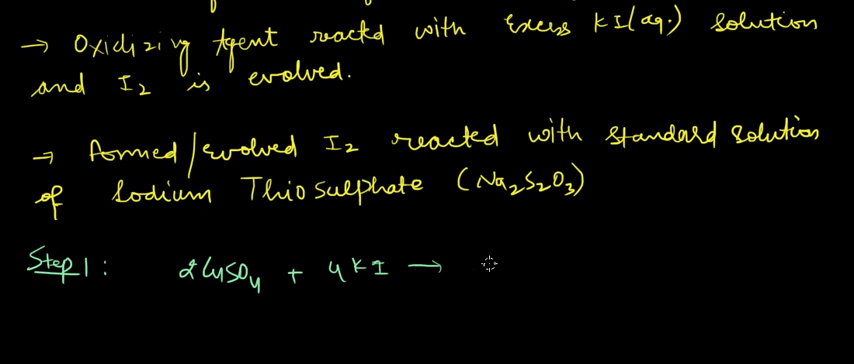 → Oxidizing Agent reacted with Excess KI(aq.) solution
and I2 is evolved.
→ Formed/evolved I2 reacted with standard solution
of Sodium Thiosulphate (Na2S2O3)
Step 1: 2CuSO4 + 4KI →